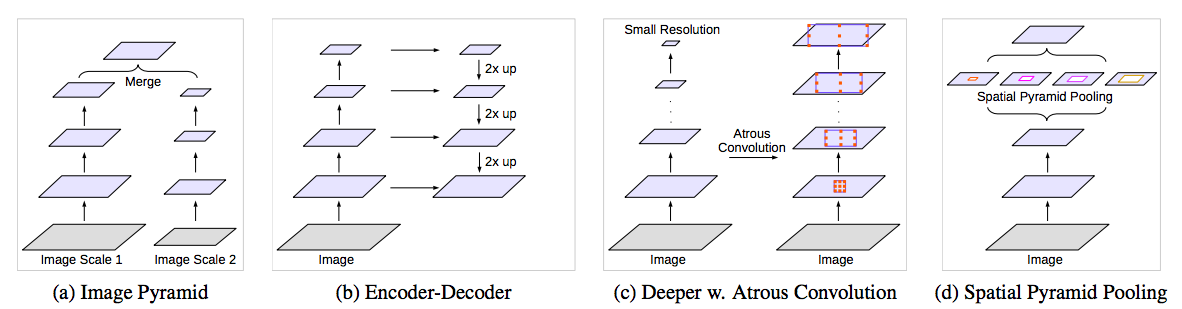 Merge
Image Scale 1
Image Scale 2
(a) Image Pyramid
2x up
2x up
2x up
Image
(b) Encoder-Decoder
Small Resolution
Atrous
Convolution
Image
Image
(c) Deeper w. Atrous Convolution
Spatial Pyramid Pooling
Image
(d) Spatial Pyramid Pooling